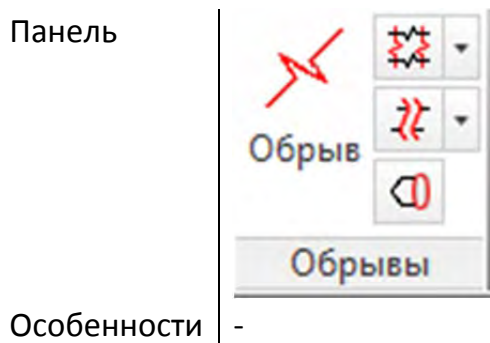 Панель
Обрыв
Обрывы
Особенности -